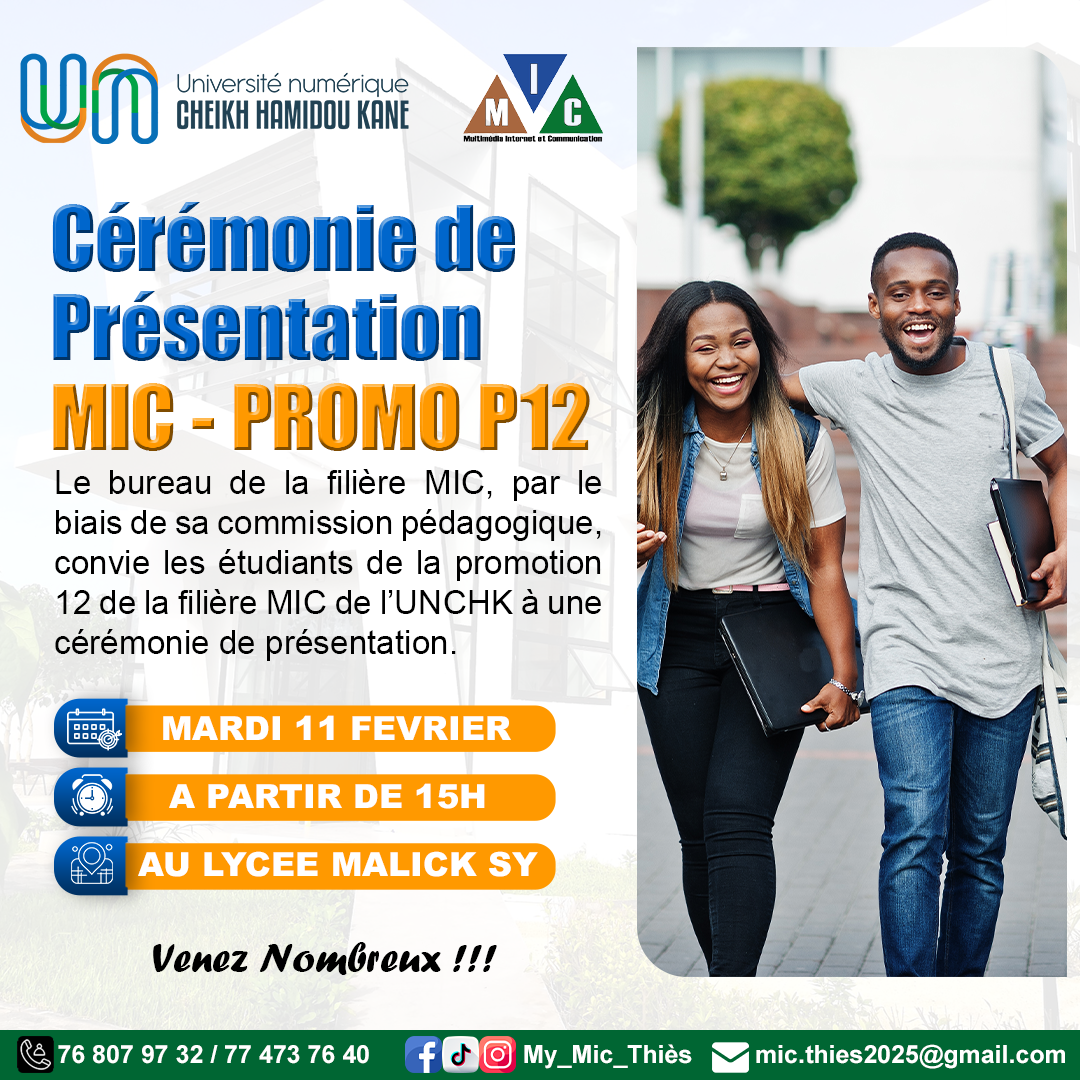 Université numérique
CHEIKH HAMIDOU KANE
M I C
Multimédia Internet et Communication
Cérémonie de
Présentation
MIC - PROMO P12
Le bureau de la filière MIC, par le
biais de sa commission pédagogique,
convie les étudiants de la promotion
12 de la filière MIC de l’UNCHK à une
cérémonie de présentation.
MARDI 11 FEVRIER
A PARTIR DE 15H
AU LYCEE MALICK SY
Venez Nombreux !!!
76 807 97 32 / 77 473 76 40
My_Mic_Thiès
mic.thies2025@gmail.com